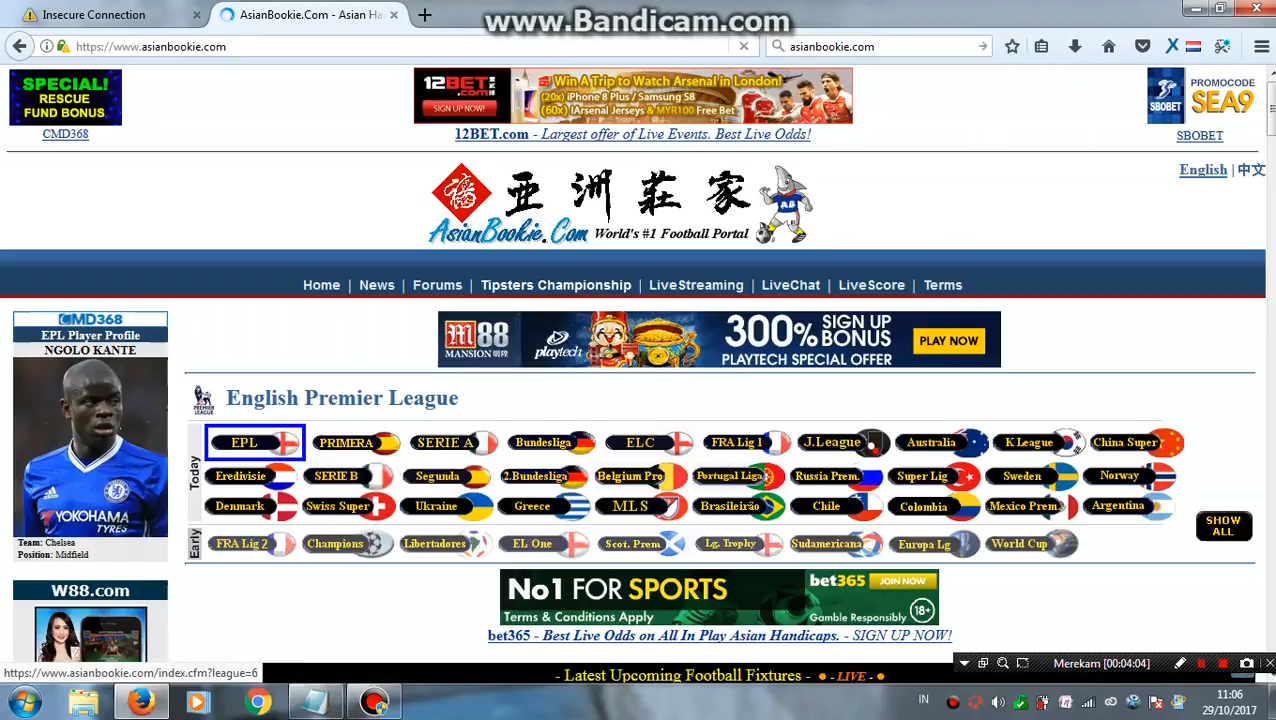 www.Bandicam.com
Insecure Connection
AsianBookie.Com - Asian Ha
https://www.asianbookie.com
asianbookie.com
SPECIAL!
RESCUE
FUND BONUS
CMD368
12BET.com
SIGN UP NOW!
Win A Trip to Watch Arsenal in London!
(20x) iPhone 8 Plus / Samsung S8
(60x) Arsenal Jerseys & MYR100 Free Bet
12BET.com - Largest offer of Live Events. Best Live Odds!
SBOBET
PROMOCODE
SEA9
SBOBET
English | 中文
亞洲莊家
AsianBookie.Com World's #1 Football Portal
Home | News | Forums | Tipsters Championship | LiveStreaming | LiveChat | LiveScore | Terms
CMD368
EPL Player Profile
NGOLO KANTE
YOKOHAMA
TYRES
Team: Chelsea
Position: Midfield
W88.com
M88
MANSION 明陞
playtech
300% SIGN UP BONUS
PLAYTECH SPECIAL OFFER
PLAY NOW
English Premier League
Today
EPL PRIMERA SERIE A Bundesliga ELC FRA Lig 1 J.League Australia K League China Super
Eredivisie SERIE B Segunda 2.Bundesliga Belgium Pro Portugal Liga Russia Prem. Super Lig Sweden Norway
Denmark Swiss Super Ukraine Greece MLS Brasileirão Chile Colombia Mexico Prem. Argentina
Early
FRA Lig 2 Champions Libertadores EL One Scot. Prem Lg. Trophy Sudamericana Europa Lg World Cup
SHOW
ALL
No1 FOR SPORTS
Terms & Conditions Apply
bet365
JOIN NOW
Gamble Responsibly
18+
bet365 - Best Live Odds on All In Play Asian Handicaps. - SIGN UP NOW!
https://www.asianbookie.com/index.cfm?league=6
- Latest Upcoming Football Fixtures - LIVE -
Merekam [00:10:04]
IN
11:06
29/10/2017